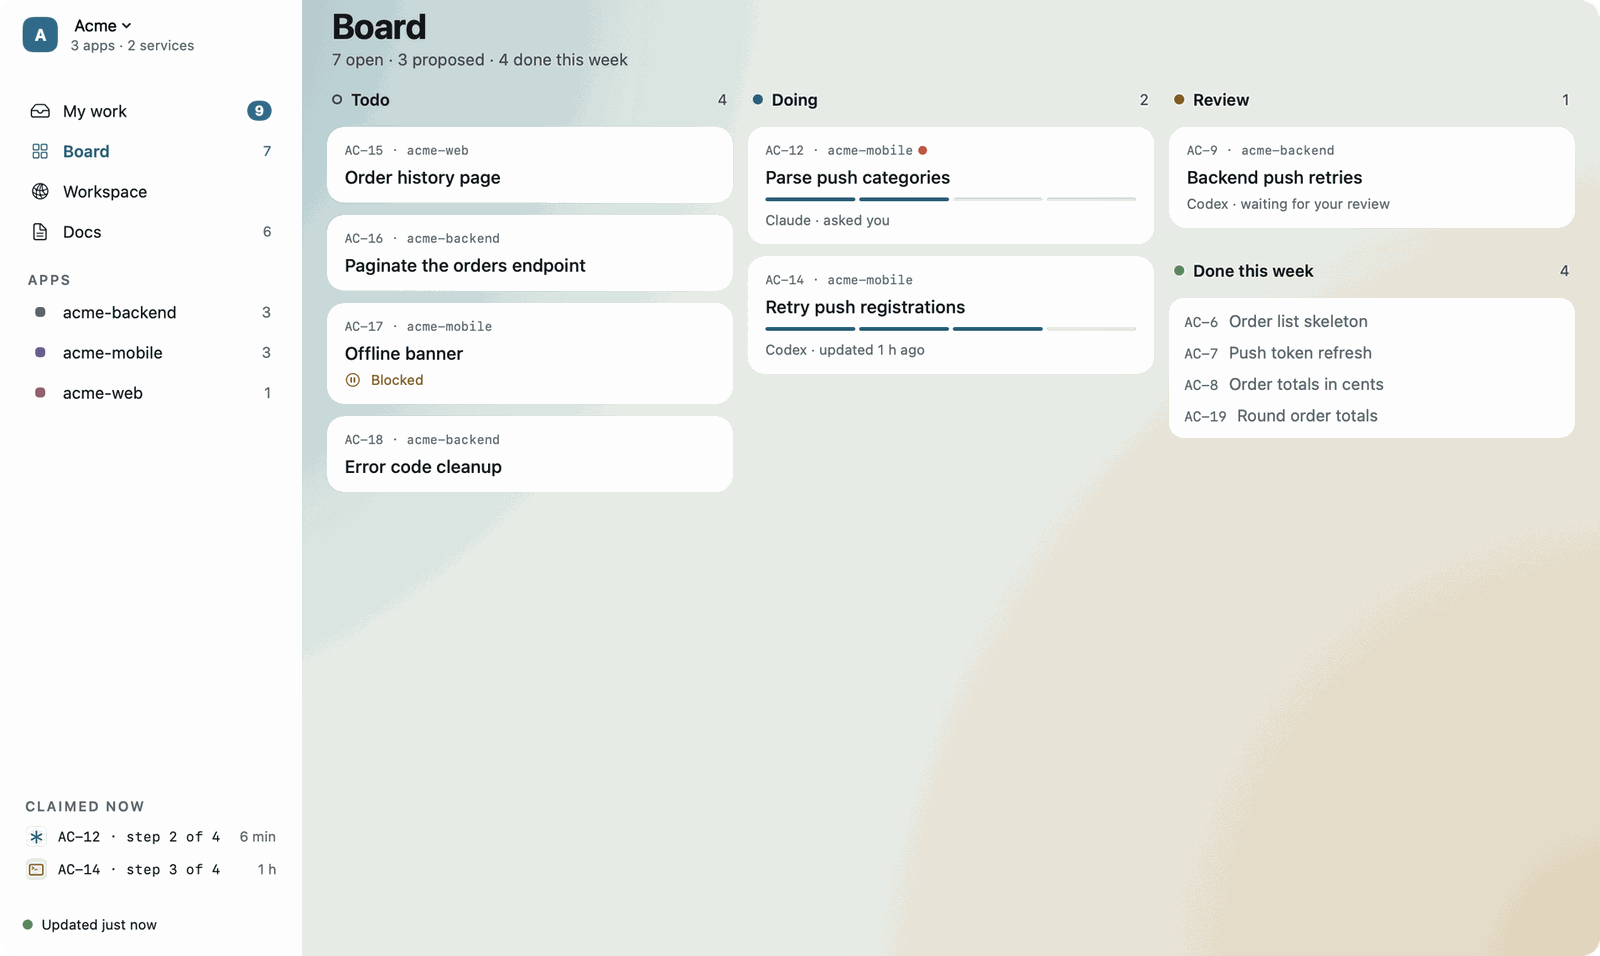 A
Acme
3 apps · 2 services
My work 9
Board 7
Workspace
Docs 6
APPS
acme-backend 3
acme-mobile 3
acme-web 1
CLAIMED NOW
AC-12 · step 2 of 4 6 min
AC-14 · step 3 of 4 1 h
Updated just now
Board
7 open · 3 proposed · 4 done this week
Todo 4
AC-15 · acme-web
Order history page
AC-16 · acme-backend
Paginate the orders endpoint
AC-17 · acme-mobile
Offline banner
Blocked
AC-18 · acme-backend
Error code cleanup
Doing 2
AC-12 · acme-mobile
Parse push categories
Claude · asked you
AC-14 · acme-mobile
Retry push registrations
Codex · updated 1 h ago
Review 1
AC-9 · acme-backend
Backend push retries
Codex · waiting for your review
Done this week 4
AC-6 Order list skeleton
AC-7 Push token refresh
AC-8 Order totals in cents
AC-19 Round order totals